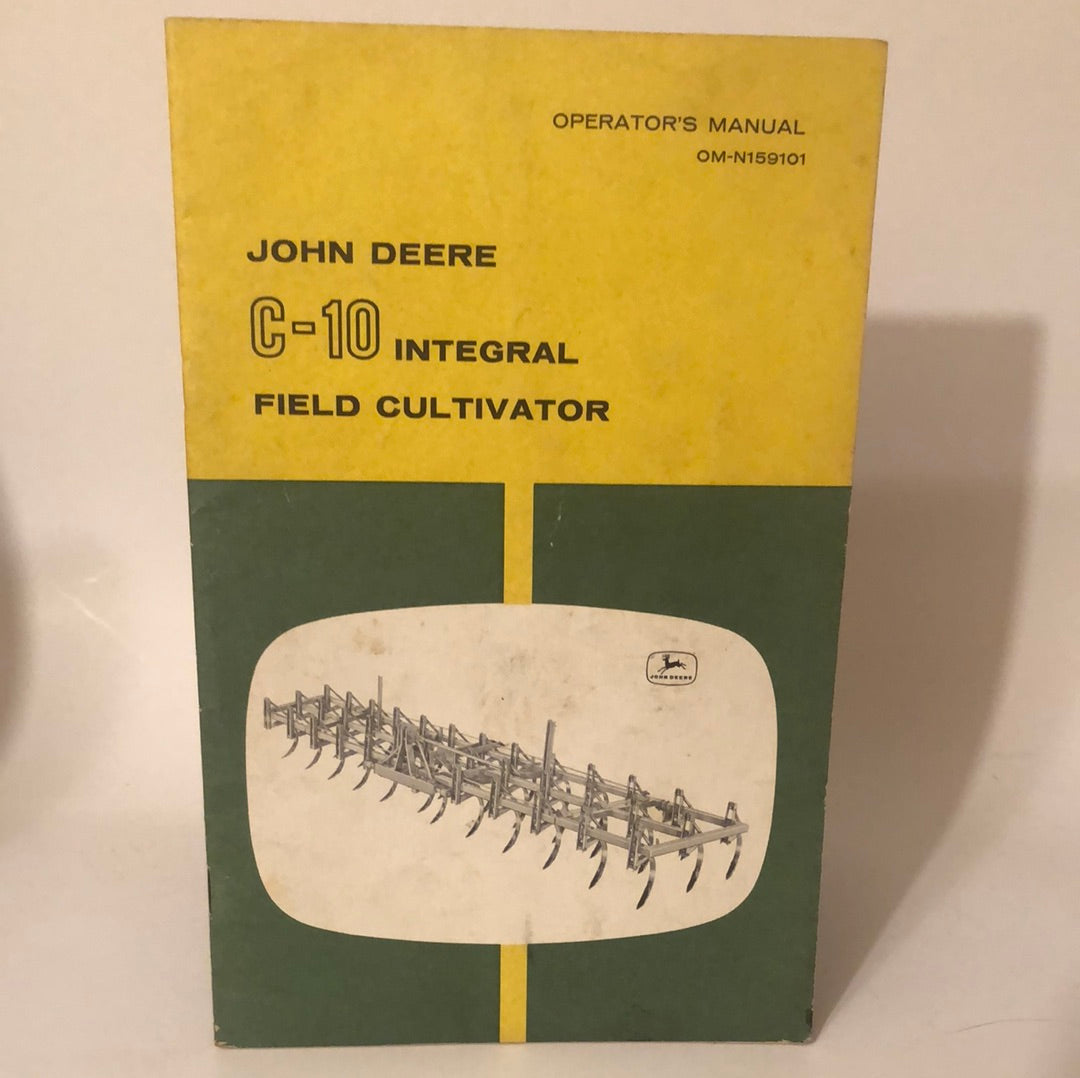 OPERATOR'S MANUAL
OM-N159101
JOHN DEERE
C-10 INTEGRAL
FIELD CULTIVATOR
JOHN DEERE